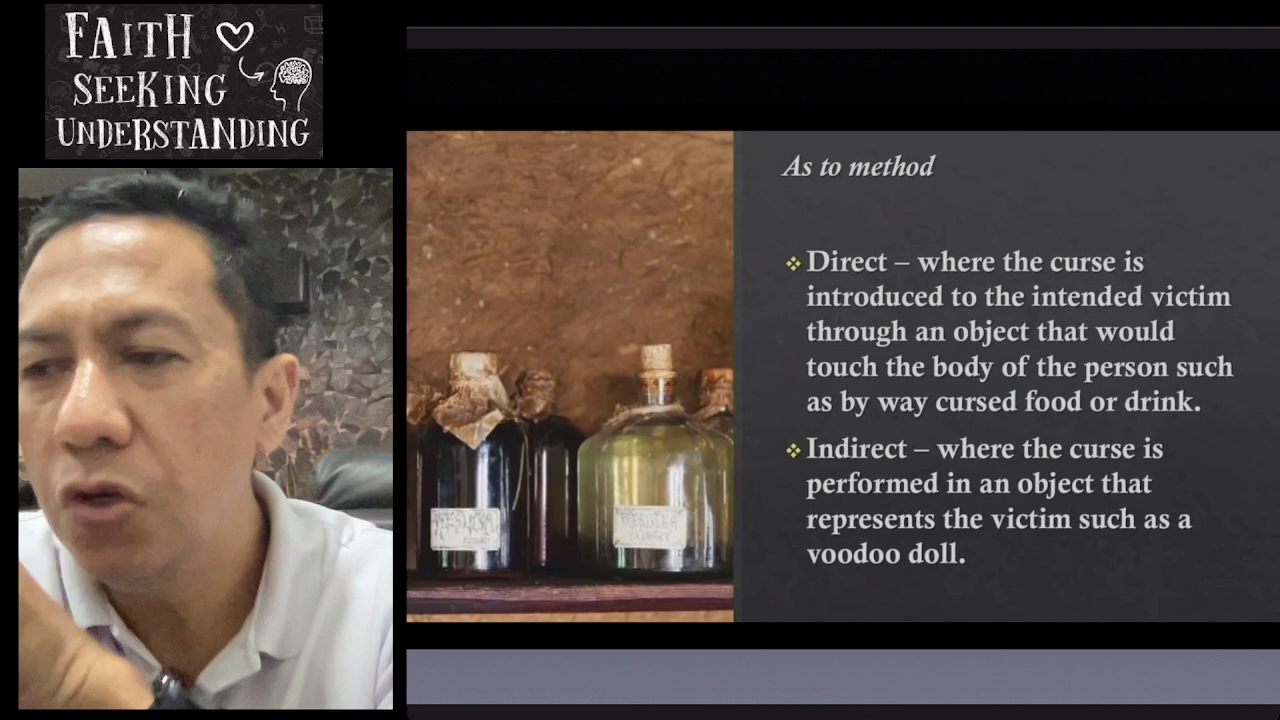 FAITH
SEEKING
UNDERSTANDING
As to method
❖ Direct – where the curse is
introduced to the intended victim
through an object that would
touch the body of the person such
as by way cursed food or drink.
❖ Indirect – where the curse is
performed in an object that
represents the victim such as a
voodoo doll.